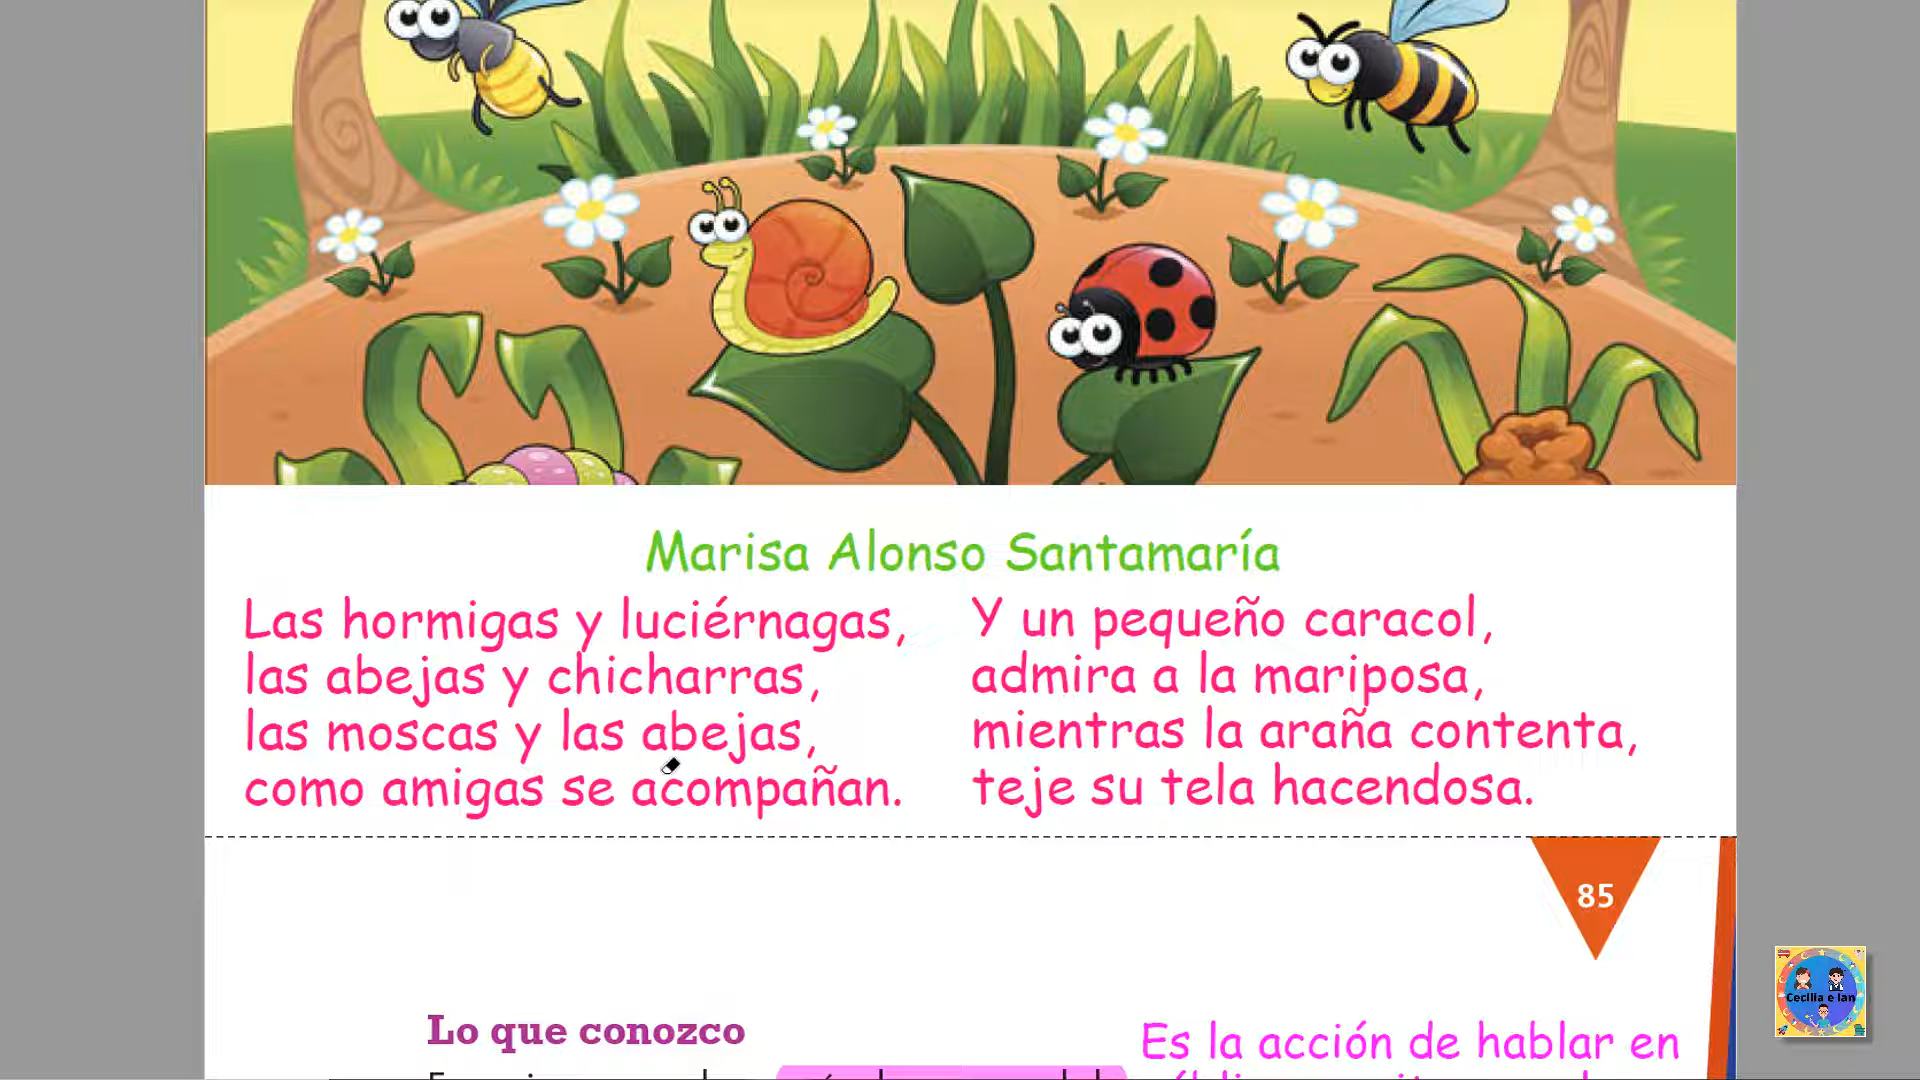 Marisa Alonso Santamaría
Las hormigas y luciérnagas,
las abejas y chicharras,
las moscas y las abejas,
como amigas se acompañan.
Y un pequeño caracol,
admira a la mariposa,
mientras la araña contenta,
teje su tela hacendosa.
85
Lo que conozco
Es la acción de hablar en
Cecilia e Ian